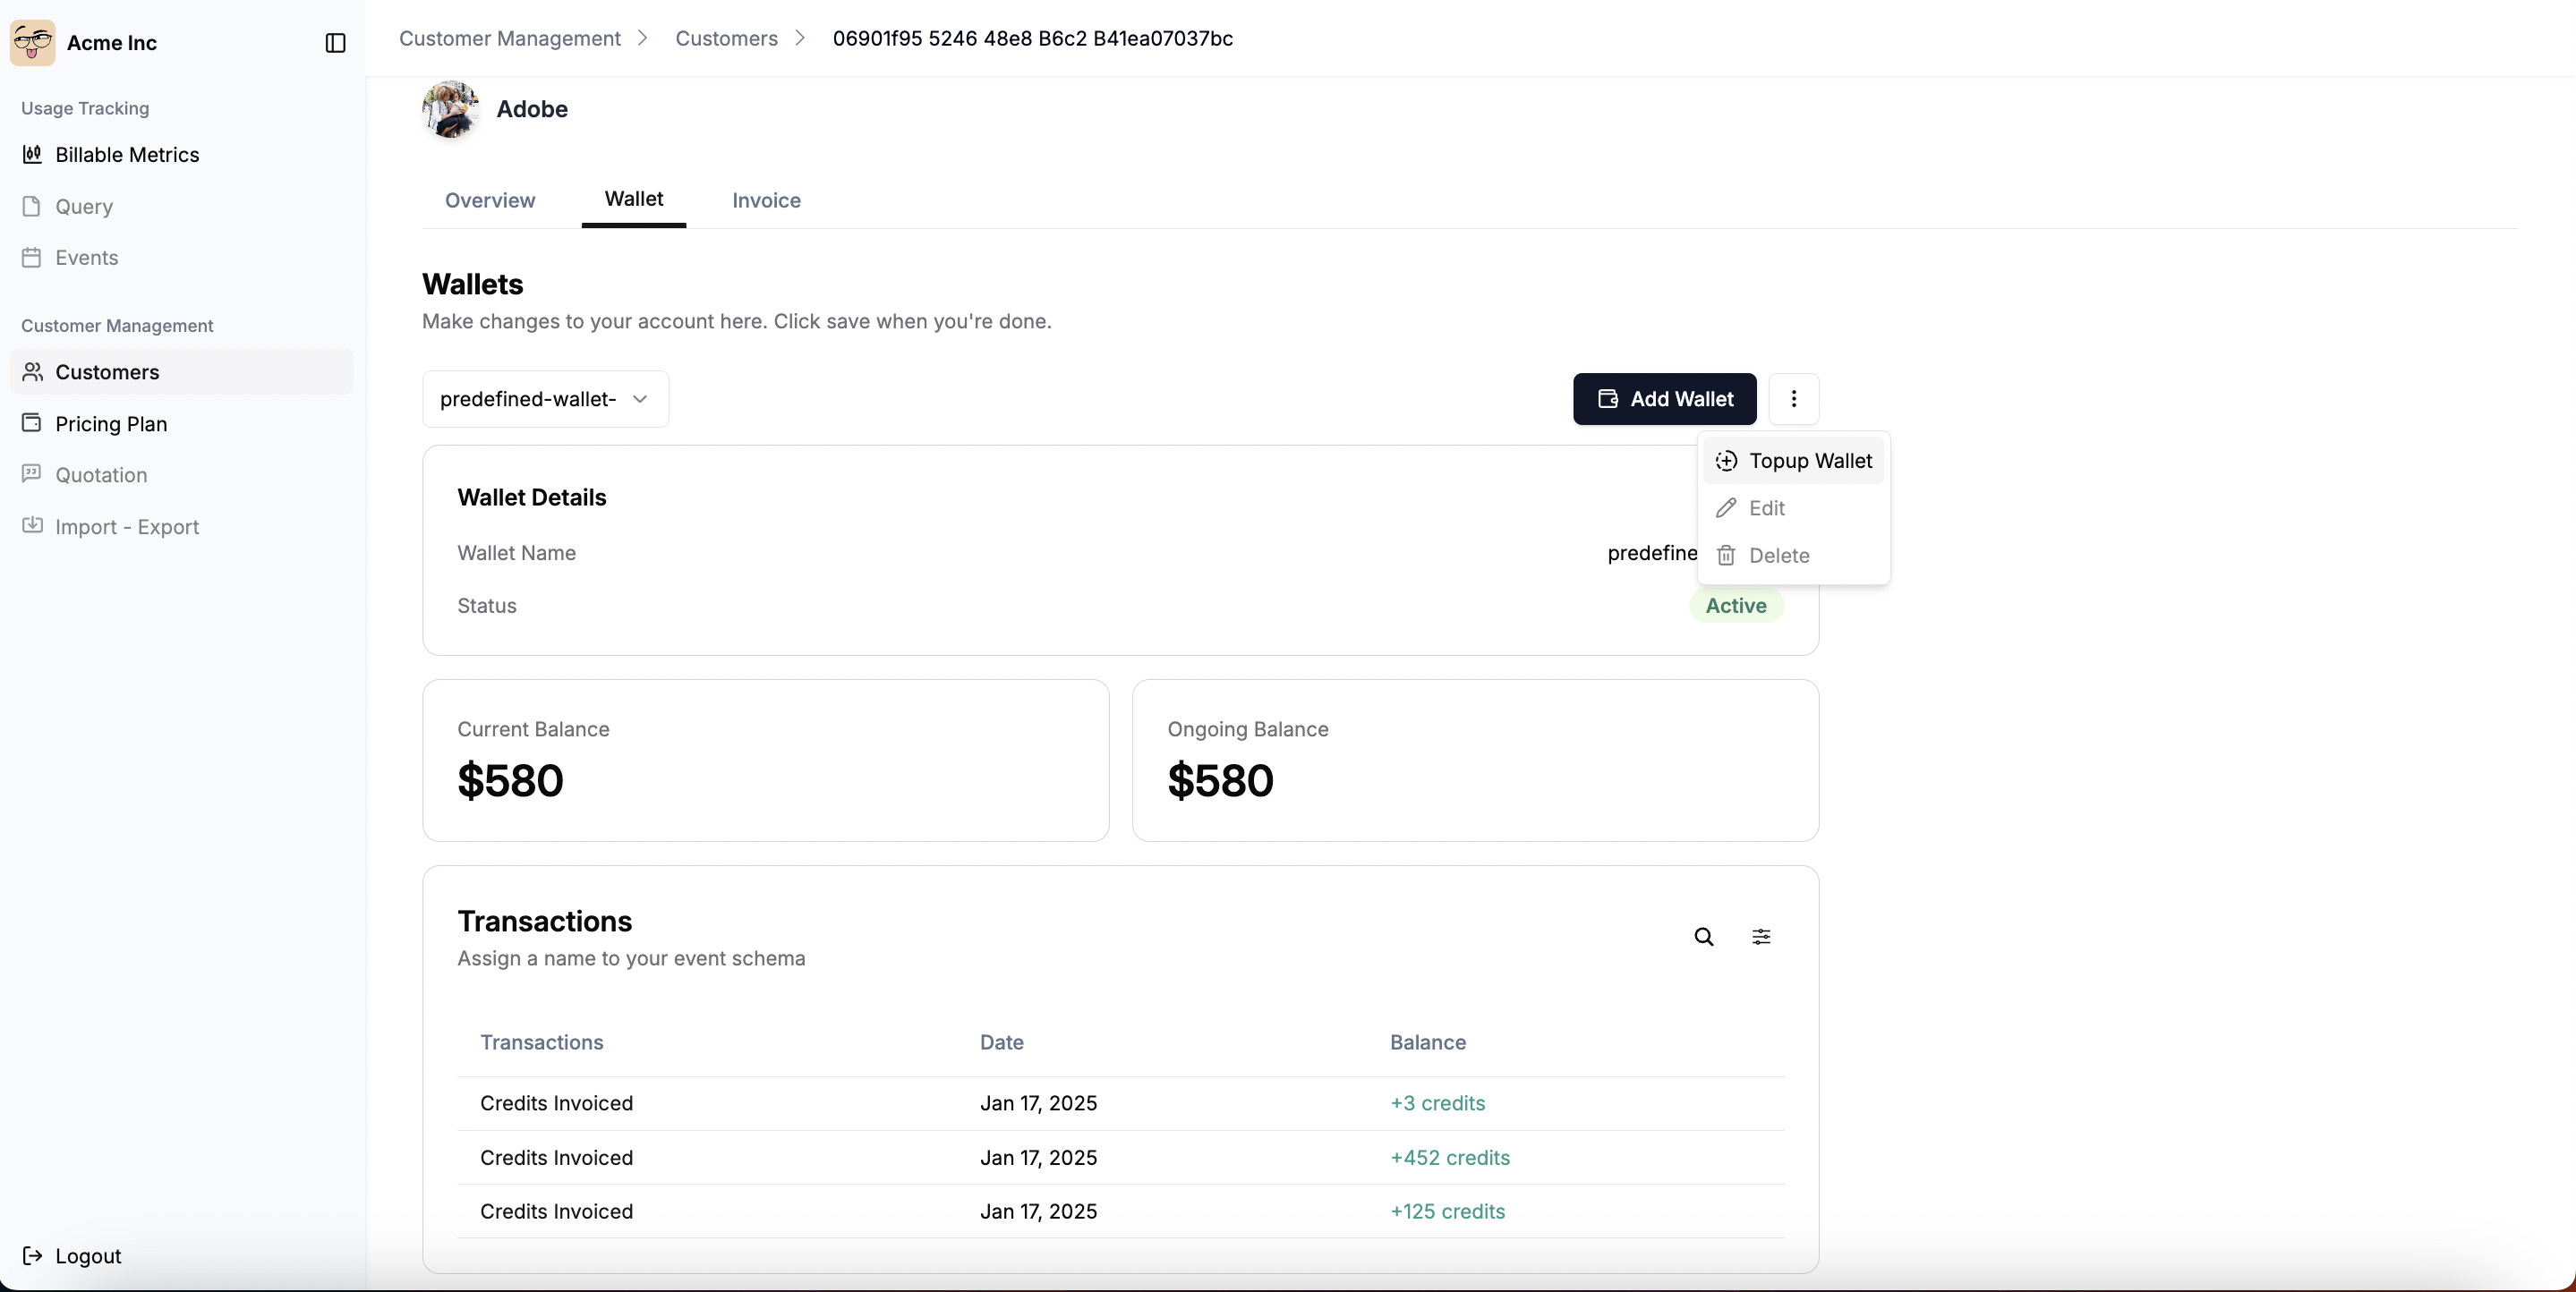 Acme Inc
Customer Management
Customers
06901f95 5246 48e8 B6c2 B41ea07037bc
Usage Tracking
Billable Metrics
Query
Events
Customer Management
Customers
Pricing Plan
Quotation
Import - Export
Logout
Adobe
Overview
Wallet
Invoice
Wallets
Make changes to your account here. Click save when you're done.
predefined-wallet-
Add Wallet
Topup Wallet
Edit
Delete
Wallet Details
Wallet Name
predefine
Status
Active
Current Balance
$580
Ongoing Balance
$580
Transactions
Assign a name to your event schema
Transactions Date Balance
Credits Invoiced Jan 17, 2025 +3 credits
Credits Invoiced Jan 17, 2025 +452 credits
Credits Invoiced Jan 17, 2025 +125 credits